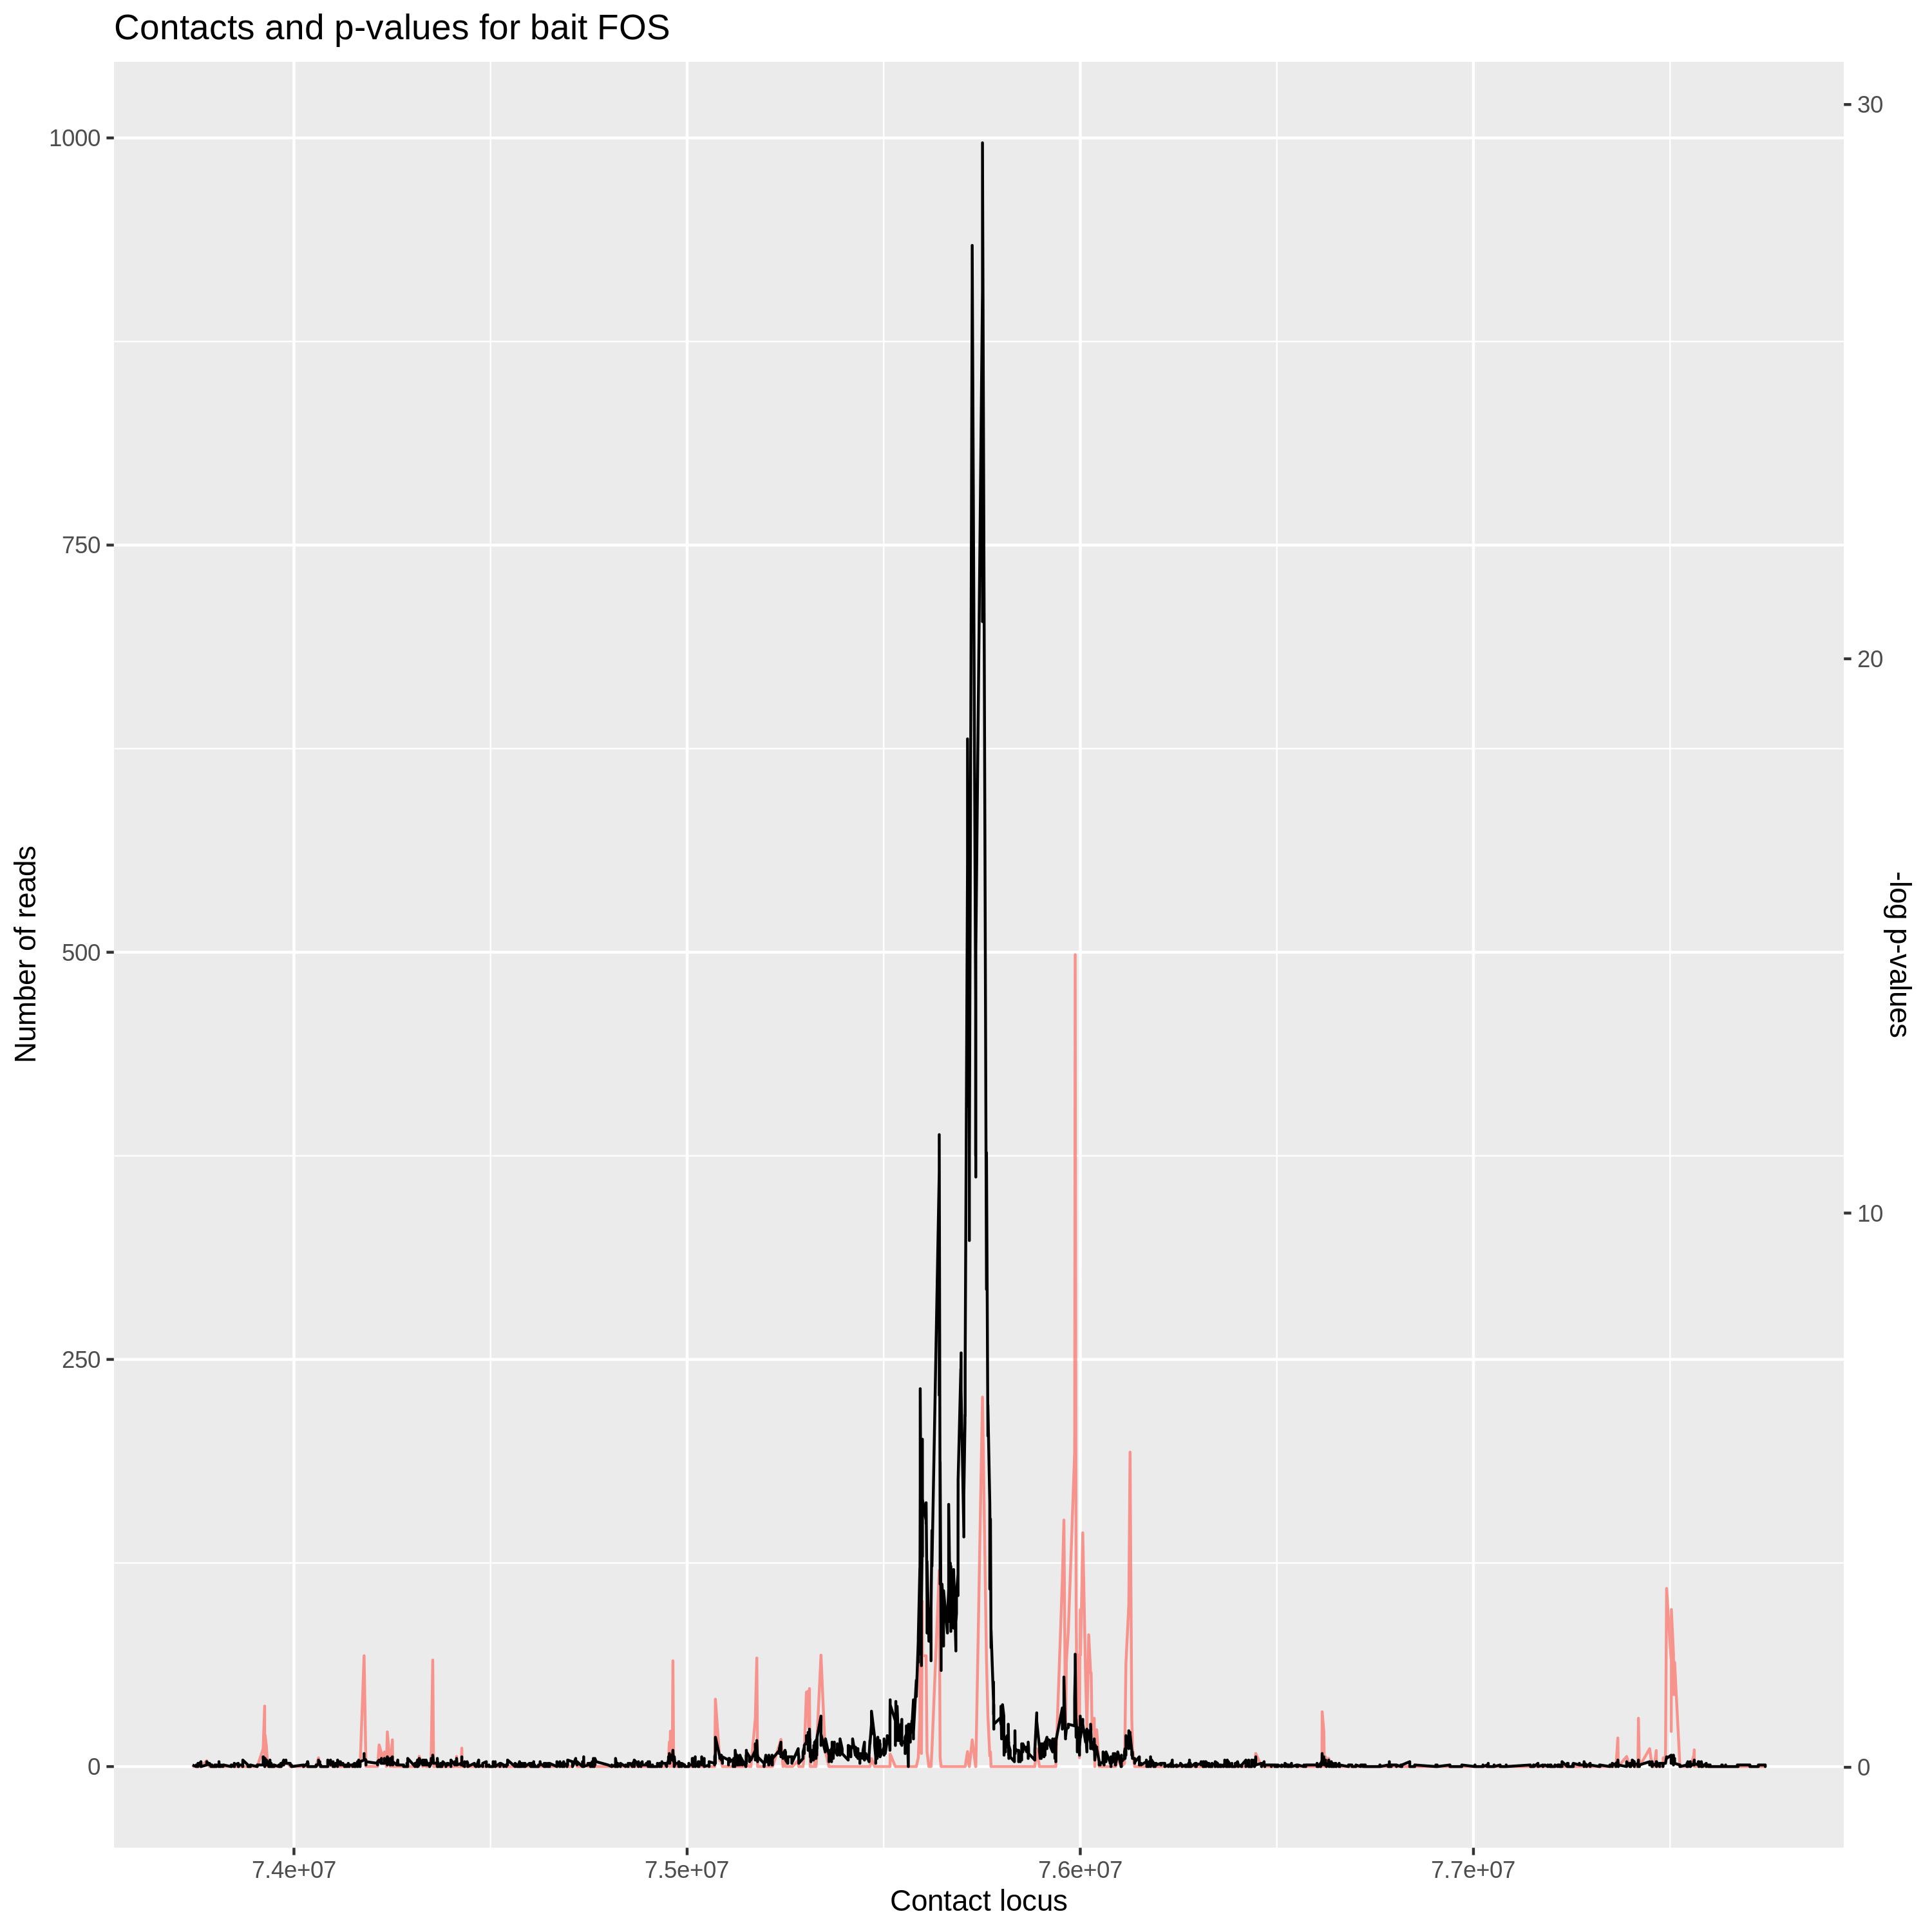 Contacts and p-values for bait FOS
1000
750
500
250
0
Number of reads
30
20
10
0
-log p-values
7.4e+07
7.5e+07
7.6e+07
7.7e+07
Contact locus